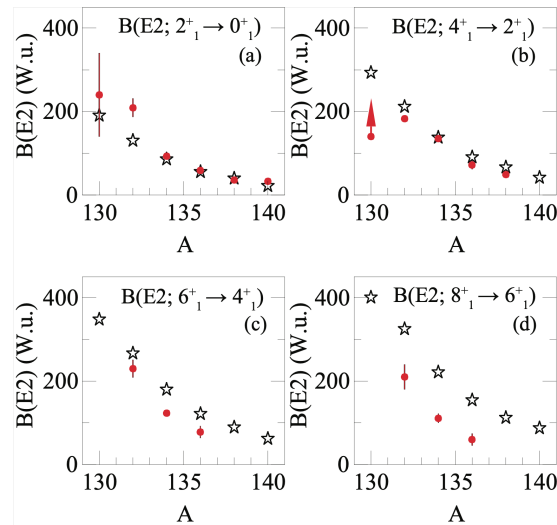 B(E2; 2⁺₁ → 0⁺₁)
(a)
B(E2) (W.u.)
400
200
0
130 135 140
A
B(E2; 4⁺₁ → 2⁺₁)
(b)
B(E2) (W.u.)
400
200
0
130 135 140
A
B(E2; 6⁺₁ → 4⁺₁)
(c)
B(E2) (W.u.)
400
200
0
130 135 140
A
B(E2; 8⁺₁ → 6⁺₁)
(d)
B(E2) (W.u.)
400
200
0
130 135 140
A